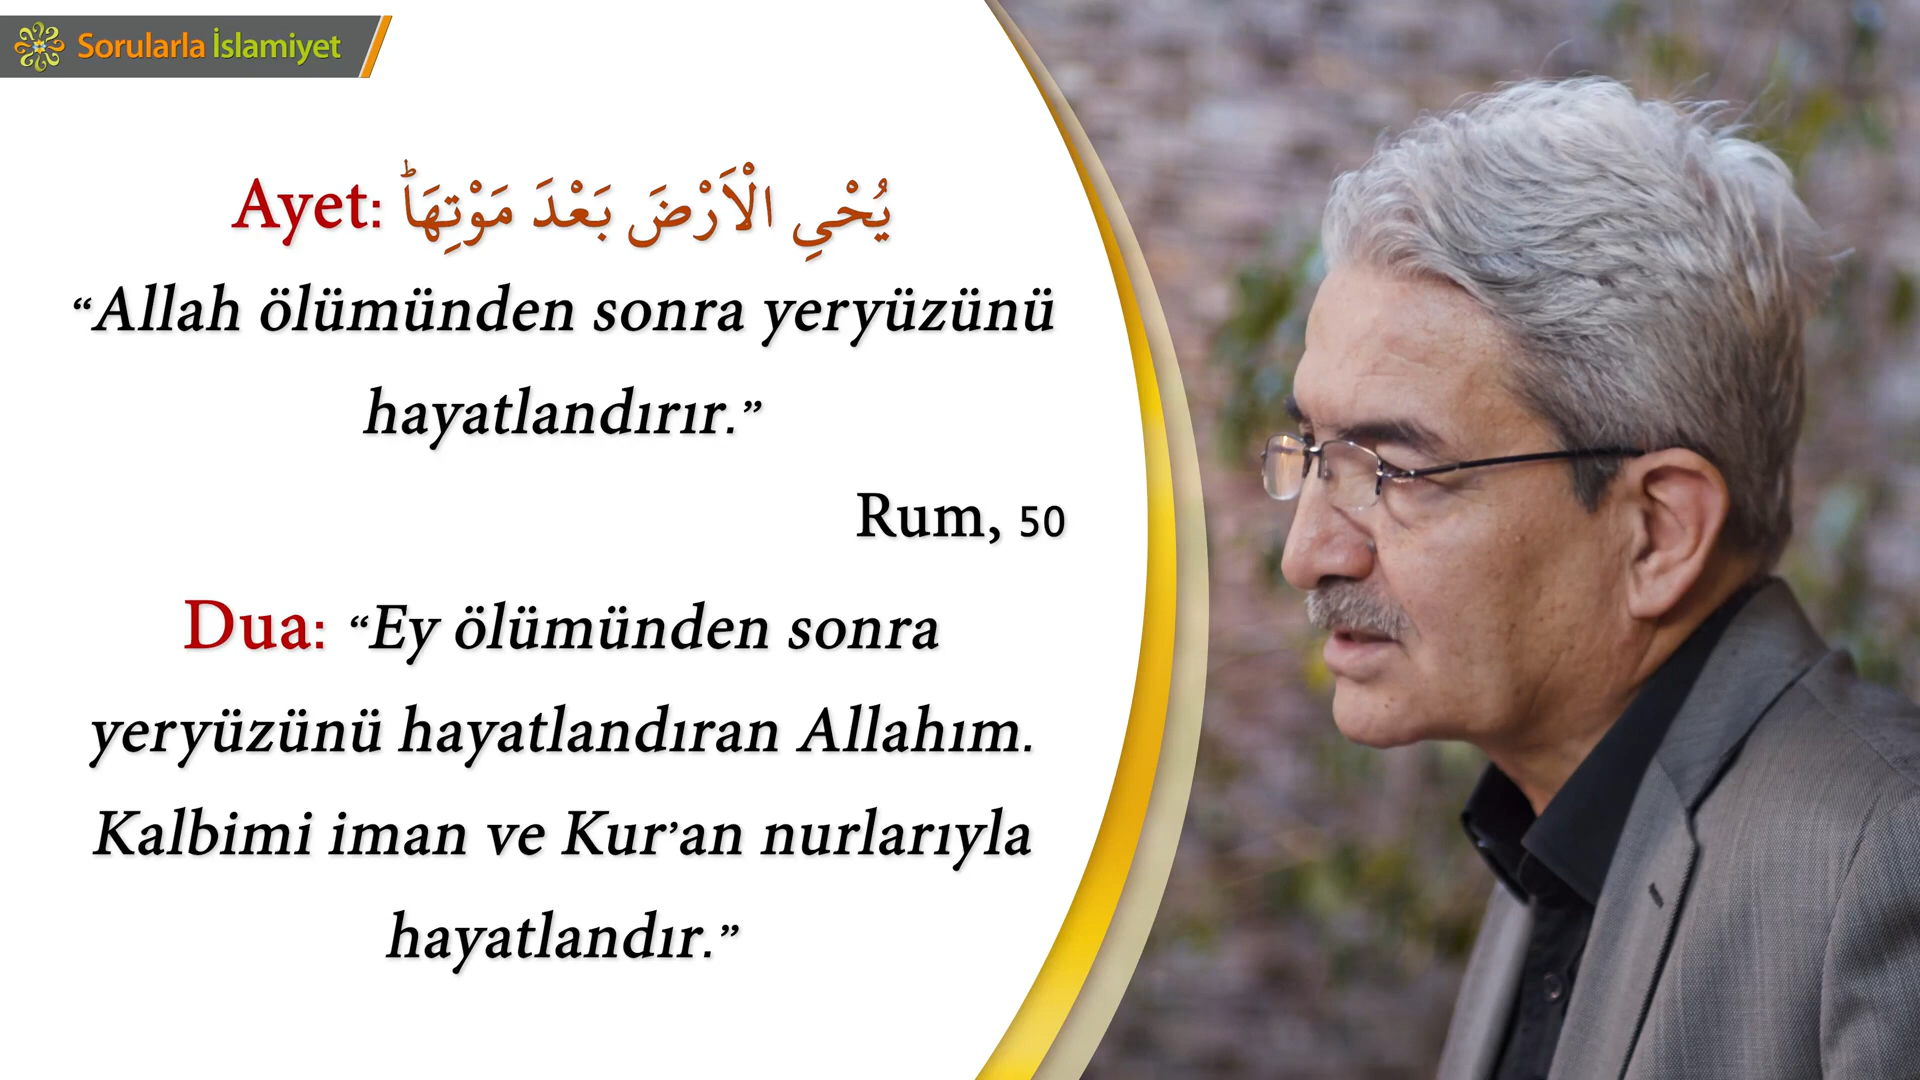 Sorularla İslamiyet
Ayet: يُحْيِ الْاَرْضَ بَعْدَ مَوْتِهَاۜ
“Allah ölümünden sonra yeryüzünü
hayatlandırır.”
Rum, 50
Dua: “Ey ölümünden sonra
yeryüzünü hayatlandıran Allahım.
Kalbimi iman ve Kur’an nurlarıyla
hayatlandır.”